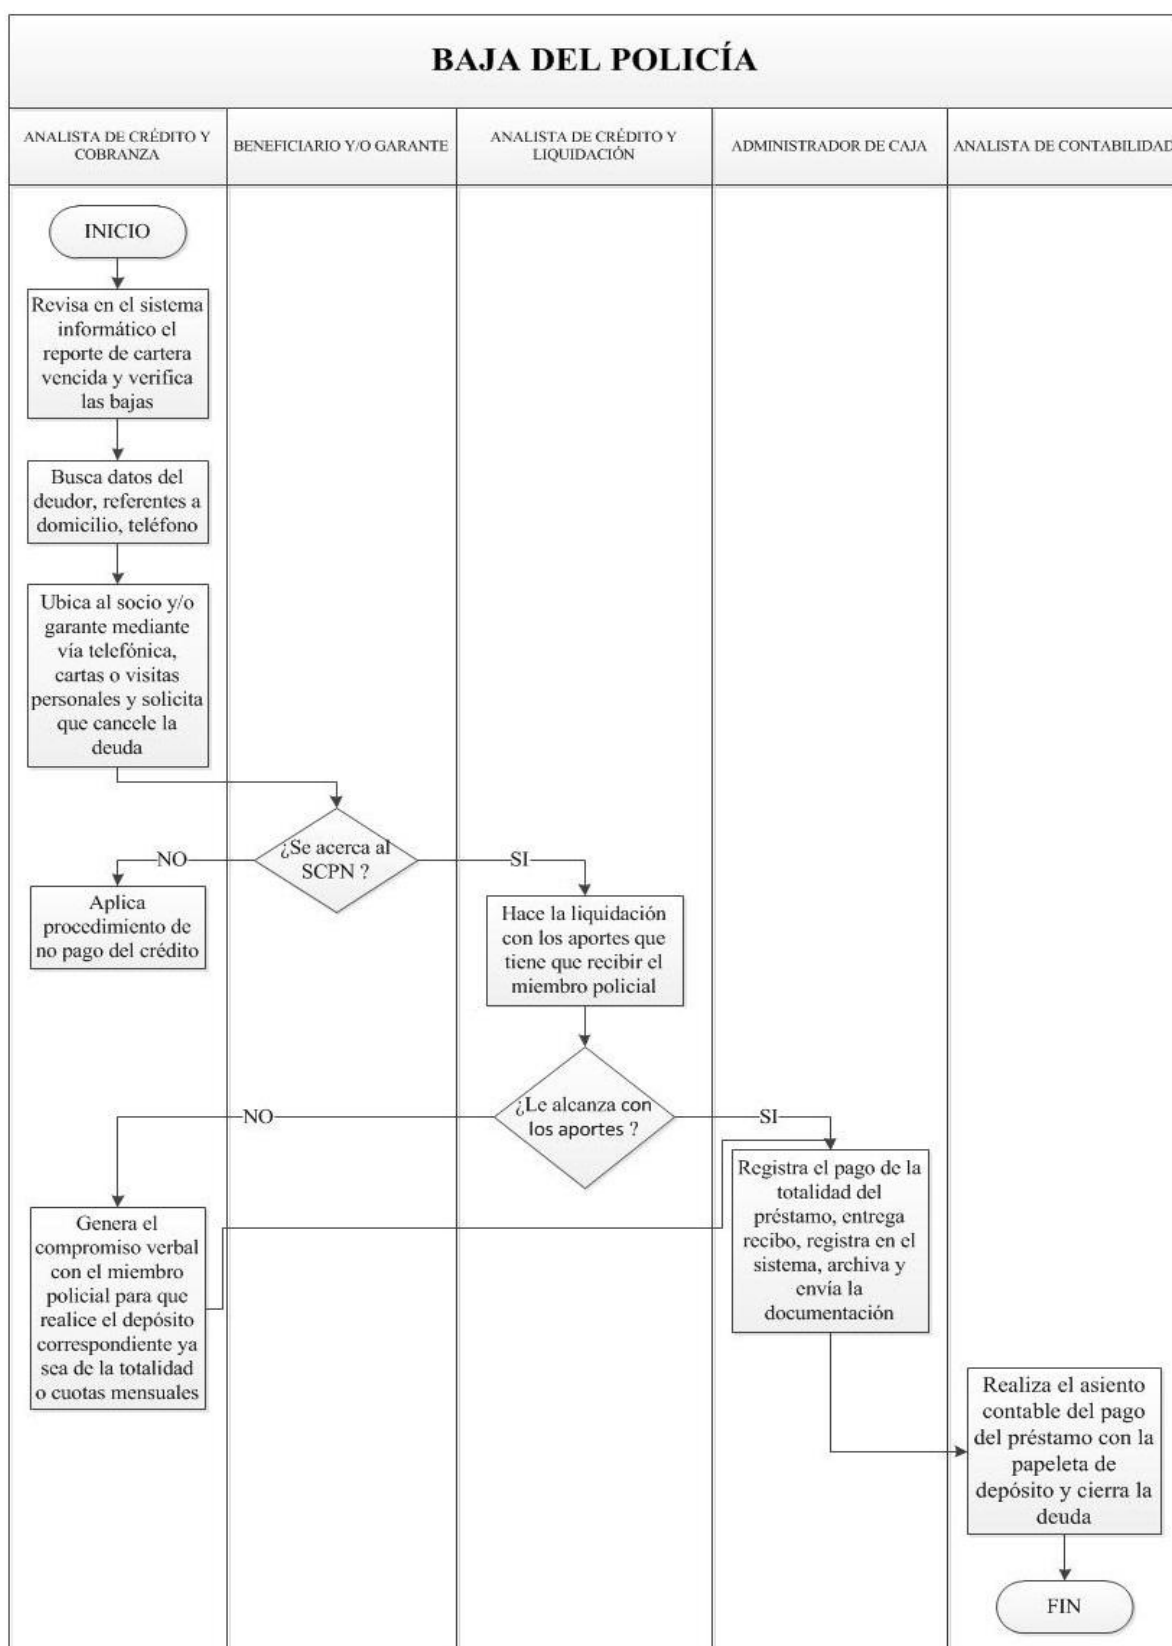 BAJA DEL POLICÍA
ANALISTA DE CRÉDITO Y
COBRANZA
BENEFICIARIO Y/O GARANTE
ANALISTA DE CRÉDITO Y
LIQUIDACIÓN
ADMINISTRADOR DE CAJA
ANALISTA DE CONTABILIDAD
INICIO
Revisa en el sistema
informático el
reporte de cartera
vencida y verifica
las bajas
Busca datos del
deudor, referentes a
domicilio, teléfono
Ubica al socio y/o
garante mediante
vía telefónica,
cartas o visitas
personales y solicita
que cancele la
deuda
¿Se acerca al
SCPN ?
NO
SI
Aplica
procedimiento de
no pago del crédito
Hace la liquidación
con los aportes que
tiene que recibir el
miembro policial
¿Le alcanza con
los aportes ?
NO
SI
Genera el
compromiso verbal
con el miembro
policial para que
realice el depósito
correspondiente ya
sea de la totalidad
o cuotas mensuales
Registra el pago de la
totalidad del
préstamo, entrega
recibo, registra en el
sistema, archiva y
envía la
documentación
Realiza el asiento
contable del pago
del préstamo con la
papeleta de
depósito y cierra la
deuda
FIN